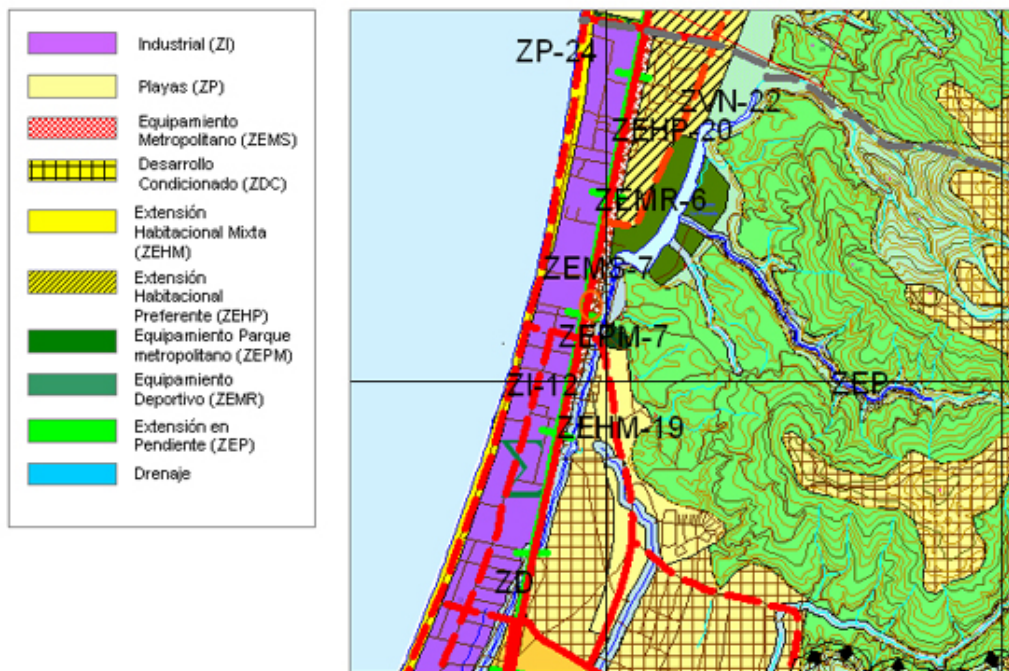 Industrial (ZI)
Playas (ZP)
Equipamiento
Metropolitano (ZEMS)
Desarrollo
Condicionado (ZDC)
Extensión
Habitacional Mixta
(ZEHM)
Extensión
Habitacional
Preferente (ZEHP)
Equipamiento Parque
metropolitano (ZEPM)
Equipamiento
Deportivo (ZEMR)
Extensión en
Pendiente (ZEP)
Drenaje
ZP-24
ZVN-22
ZEHP-20
ZEMR-6
ZEMS-7
ZEPM-7
ZI-12
ZEP
ZEHM-19
ZD